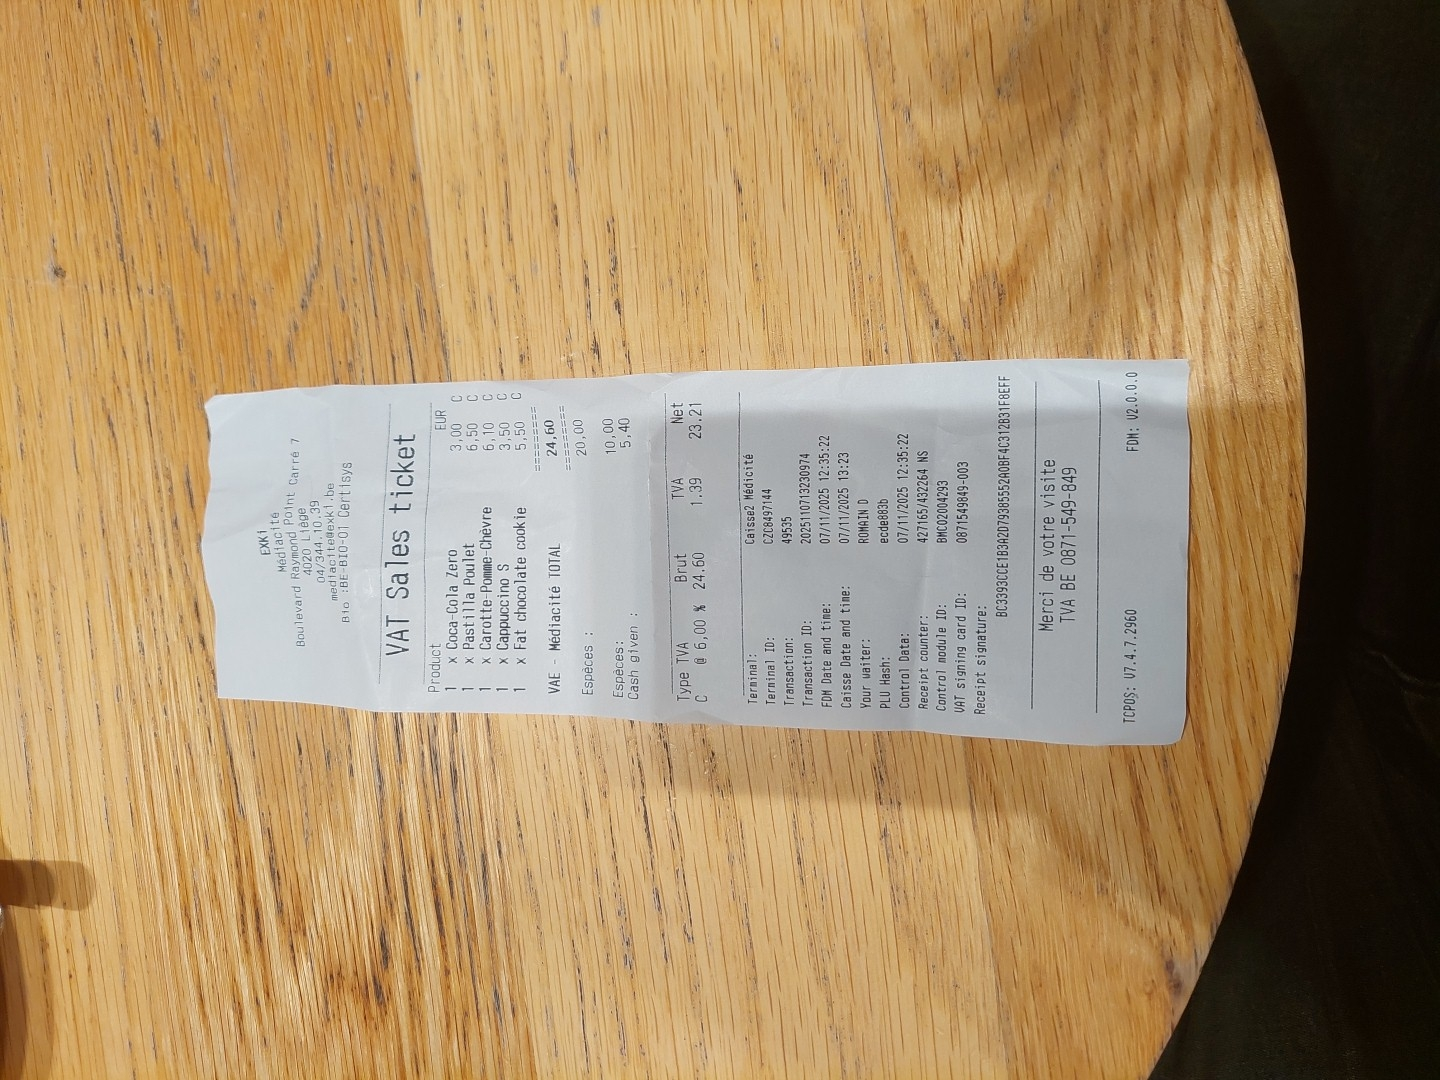 EXKi
Médiacité
Boulevard Raymond Point Carré 7
4020 Liège
04/344.10.39
mediacite@exki.be
Bio :BE-BIO-01 Certisys
VAT Sales ticket
Product EUR
1 x Coca-Cola Zero 3,00 C
1 x Pastilla Poulet 6,50 C
1 x Carotte-Pomme-Chèvre 6,10 C
1 x Cappuccino S 3,50 C
1 x Fat chocolate cookie 5,50 C
========
VAE - Médiacité TOTAL 24,60
========
Espèces : 20,00
Espèces: 10,00
Cash given : 5,40
Type TVA Brut TVA Net
C @ 6,00 % 24.60 1.39 23.21
Terminal: Caisse2 Médicité
Terminal ID: CZC8497144
Transaction: 49535
Transaction ID: 2025110713230974
FDM Date and time: 07/11/2025 12:35:22
Caisse Date and time: 07/11/2025 13:23
Your waiter: ROMAIN D
PLU Hash: ecde883b
Control Data: 07/11/2025 12:35:22
Receipt counter: 427165/432264 NS
Control module ID: BMC02004293
VAT signing card ID: 0871549849-003
Receipt signature:
BC3393CCE1B3A2D79385552A0BF4C312B31F8EFF
Merci de votre visite
TVA BE 0871-549-849
TCPOS: V7.4.7.2960 FDM: V2.0.0.0